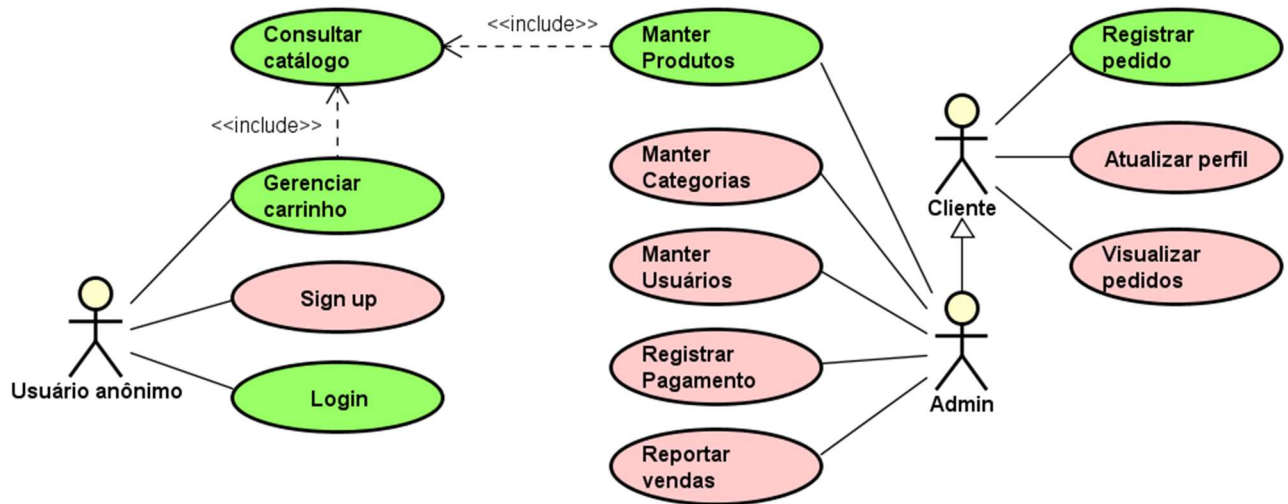 Consultar
catálogo
<<include>>
Manter
Produtos
Registrar
pedido
<<include>>
Gerenciar
carrinho
Manter
Categorias
Cliente
Atualizar perfil
Sign up
Manter
Usuários
Visualizar
pedidos
Usuário anônimo
Login
Registrar
Pagamento
Admin
Reportar
vendas